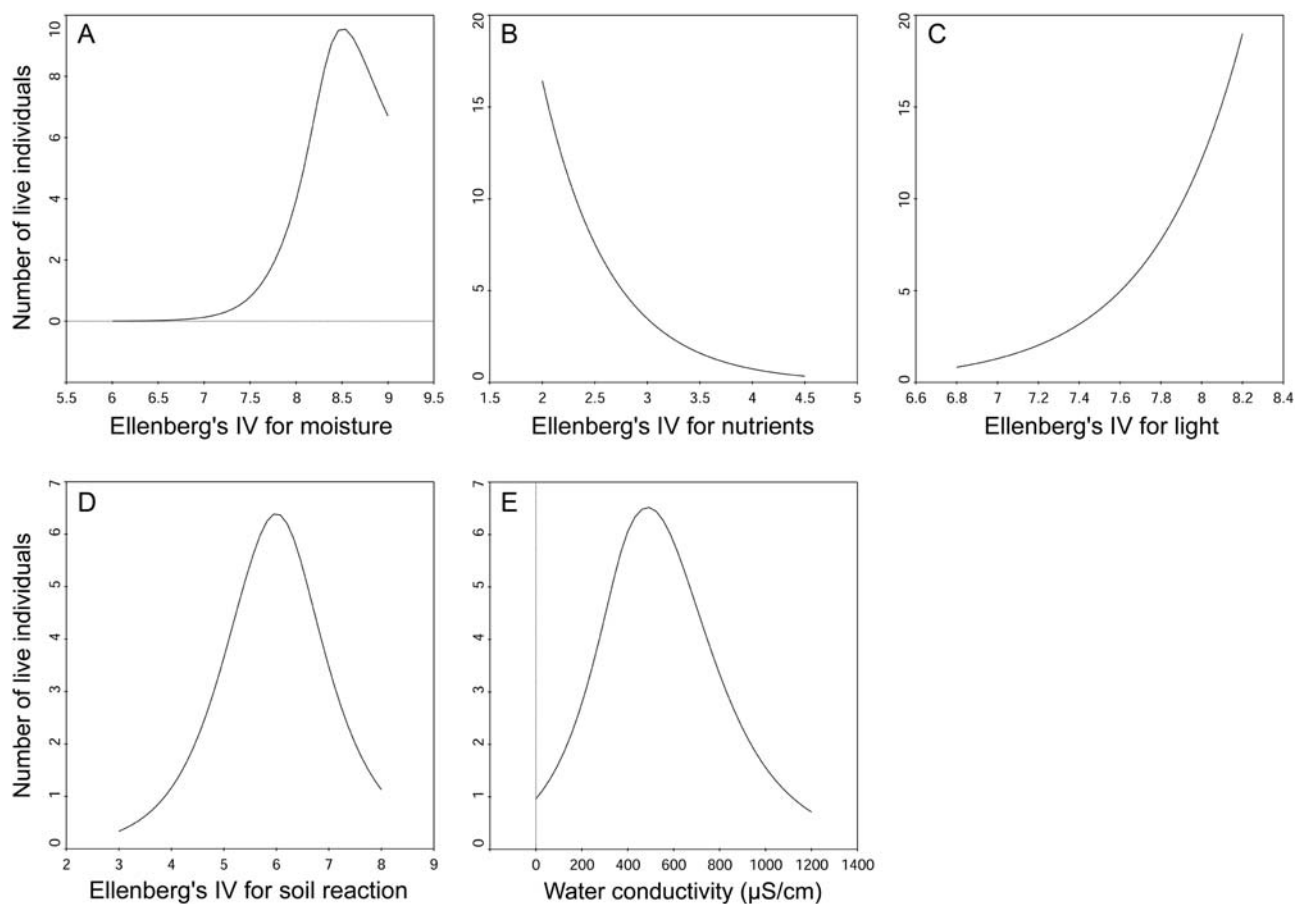 A
Number of live individuals
10
8
6
4
2
0
5.5 6 6.5 7 7.5 8 8.5 9 9.5
Ellenberg's IV for moisture
B
20
15
10
5
0
1.5 2 2.5 3 3.5 4 4.5 5
Ellenberg's IV for nutrients
C
20
15
10
5
0
6.6 6.8 7 7.2 7.4 7.6 7.8 8 8.2 8.4
Ellenberg's IV for light
D
Number of live individuals
7
6
5
4
3
2
1
0
2 3 4 5 6 7 8 9
Ellenberg's IV for soil reaction
E
7
6
5
4
3
2
1
0
0 200 400 600 800 1000 1200 1400
Water conductivity (µS/cm)